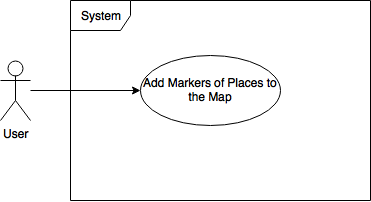 System
Add Markers of Places to
the Map
User